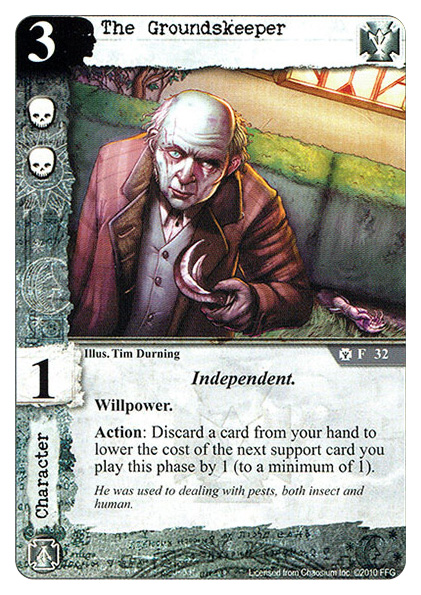 3
The Groundskeeper
Illus. Tim Durning
F 32
1
Independent.
Willpower.
Action: Discard a card from your hand to
lower the cost of the next support card you
play this phase by 1 (to a minimum of 1).
He was used to dealing with pests, both insect and
human.
Character
Licensed from Chaosium Inc. ©2010 FFG